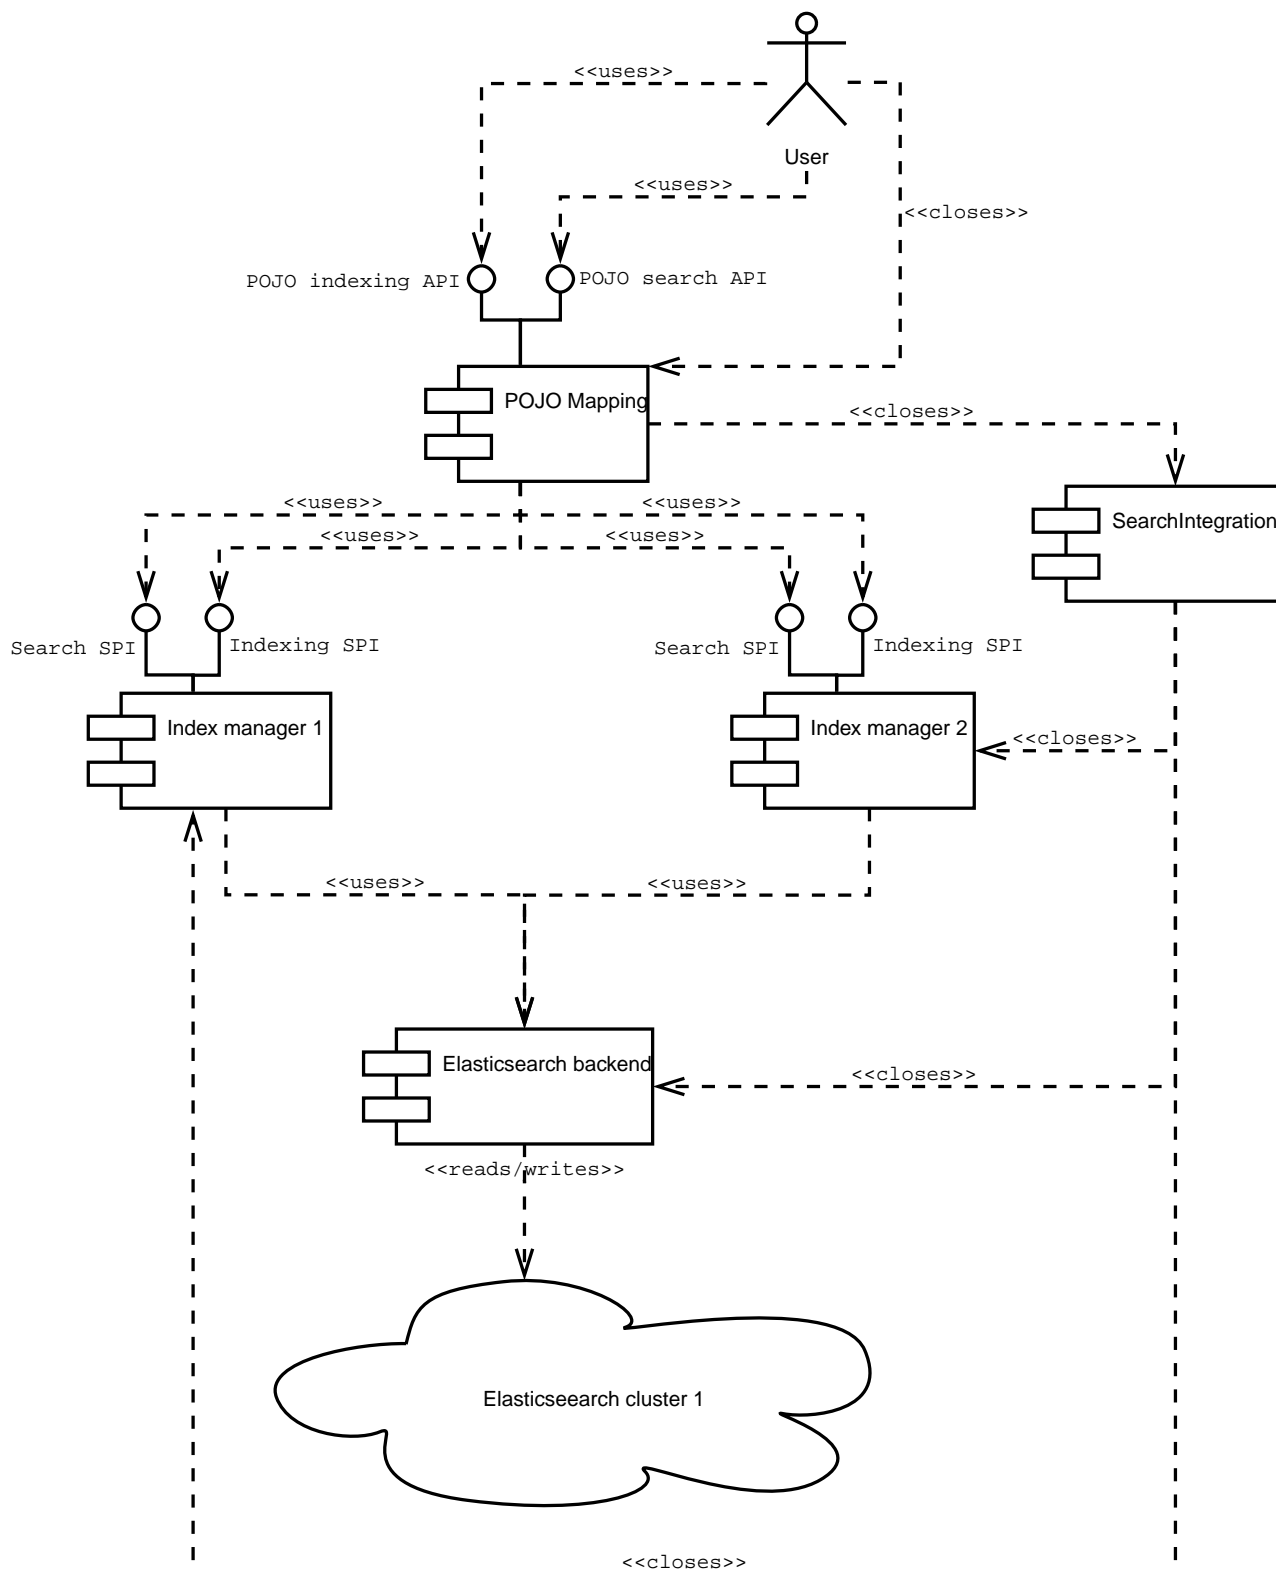 <<uses>>
User
<<uses>>
<<closes>>
POJO indexing API
POJO search API
POJO Mapping
<<closes>>
<<uses>>
<<uses>>
<<uses>>
<<uses>>
SearchIntegration
Search SPI
Indexing SPI
Search SPI
Indexing SPI
Index manager 1
Index manager 2
<<closes>>
<<uses>>
<<uses>>
Elasticsearch backend
<<closes>>
<<reads/writes>>
Elasticseearch cluster 1
<<closes>>